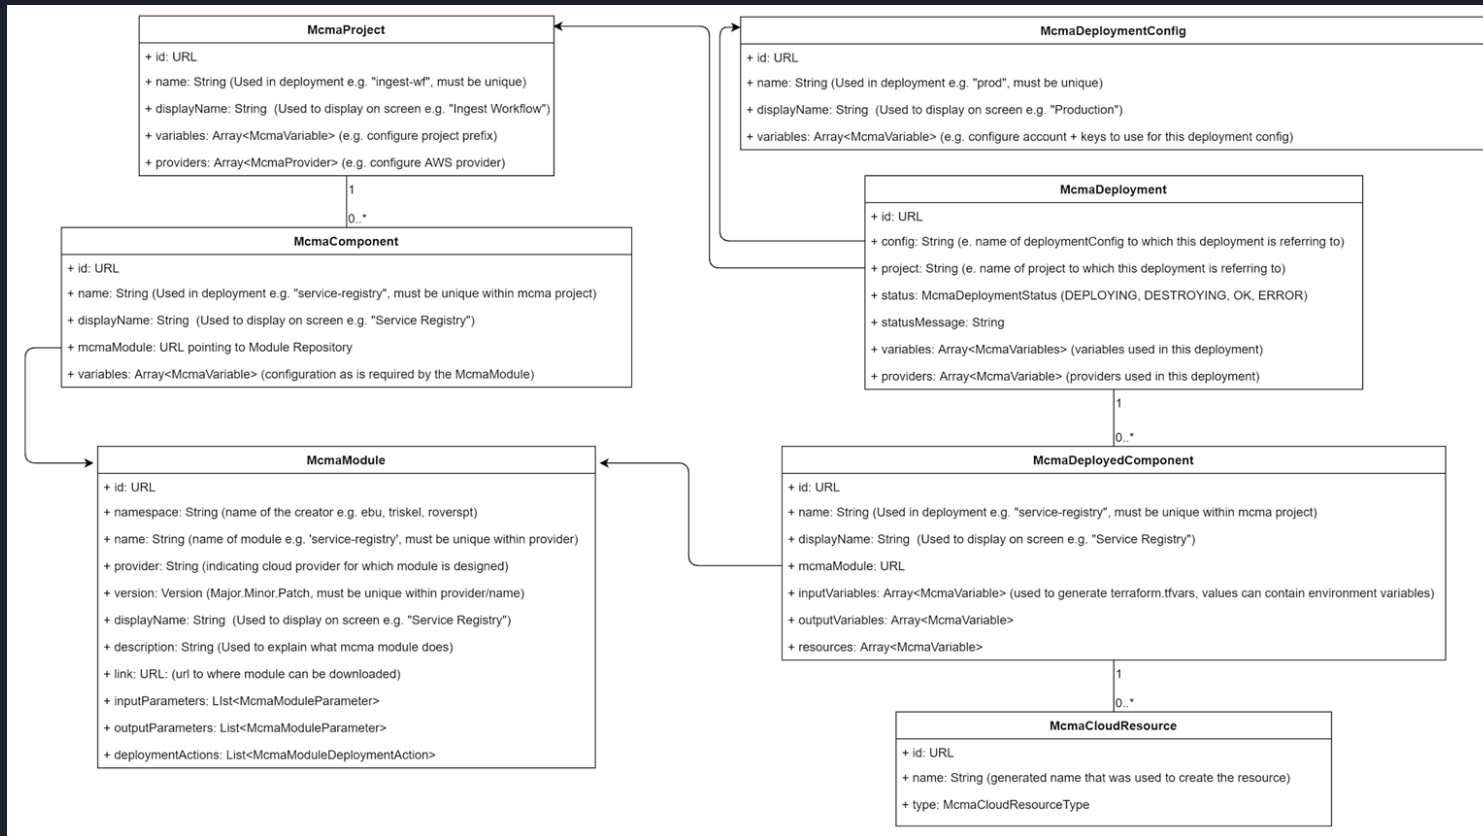 McmaProject
+ id: URL
+ name: String (Used in deployment e.g. "ingest-wf", must be unique)
+ displayName: String  (Used to display on screen e.g. "Ingest Workflow")
+ variables: Array<McmaVariable> (e.g. configure project prefix)
+ providers: Array<McmaProvider> (e.g. configure AWS provider)
1
0..*
McmaComponent
+ id: URL
+ name: String (Used in deployment e.g. "service-registry", must be unique within mcma project)
+ displayName: String  (Used to display on screen e.g. "Service Registry")
+ mcmaModule: URL pointing to Module Repository
+ variables: Array<McmaVariable> (configuration as is required by the McmaModule)
McmaModule
+ id: URL
+ namespace: String (name of the creator e.g. ebu, triskel, roverspt)
+ name: String (name of module e.g. 'service-registry', must be unique within provider)
+ provider: String (indicating cloud provider for which module is designed)
+ version: Version (Major.Minor.Patch, must be unique within provider/name)
+ displayName: String  (Used to display on screen e.g. "Service Registry")
+ description: String (Used to explain what mcma module does)
+ link: URL: (url to where module can be downloaded)
+ inputParameters: LIst<McmaModuleParameter>
+ outputParameters: List<McmaModuleParameter>
+ deploymentActions: List<McmaModuleDeploymentAction>
McmaDeploymentConfig
+ id: URL
+ name: String (Used in deployment e.g. "prod", must be unique)
+ displayName: String  (Used to display on screen e.g. "Production")
+ variables: Array<McmaVariable> (e.g. configure account + keys to use for this deployment config)
McmaDeployment
+ id: URL
+ config: String (e. name of deploymentConfig to which this deployment is referring to)
+ project: String (e. name of project to which this deployment is referring to)
+ status: McmaDeploymentStatus (DEPLOYING, DESTROYING, OK, ERROR)
+ statusMessage: String
+ variables: Array<McmaVariables> (variables used in this deployment)
+ providers: Array<McmaVariable> (providers used in this deployment)
1
0..*
McmaDeployedComponent
+ id: URL
+ name: String (Used in deployment e.g. "service-registry", must be unique within mcma project)
+ displayName: String  (Used to display on screen e.g. "Service Registry")
+ mcmaModule: URL
+ inputVariables: Array<McmaVariable> (used to generate terraform.tfvars, values can contain environment variables)
+ outputVariables: Array<McmaVariable>
+ resources: Array<McmaVariable>
1
0..*
McmaCloudResource
+ id: URL
+ name: String (generated name that was used to create the resource)
+ type: McmaCloudResourceType